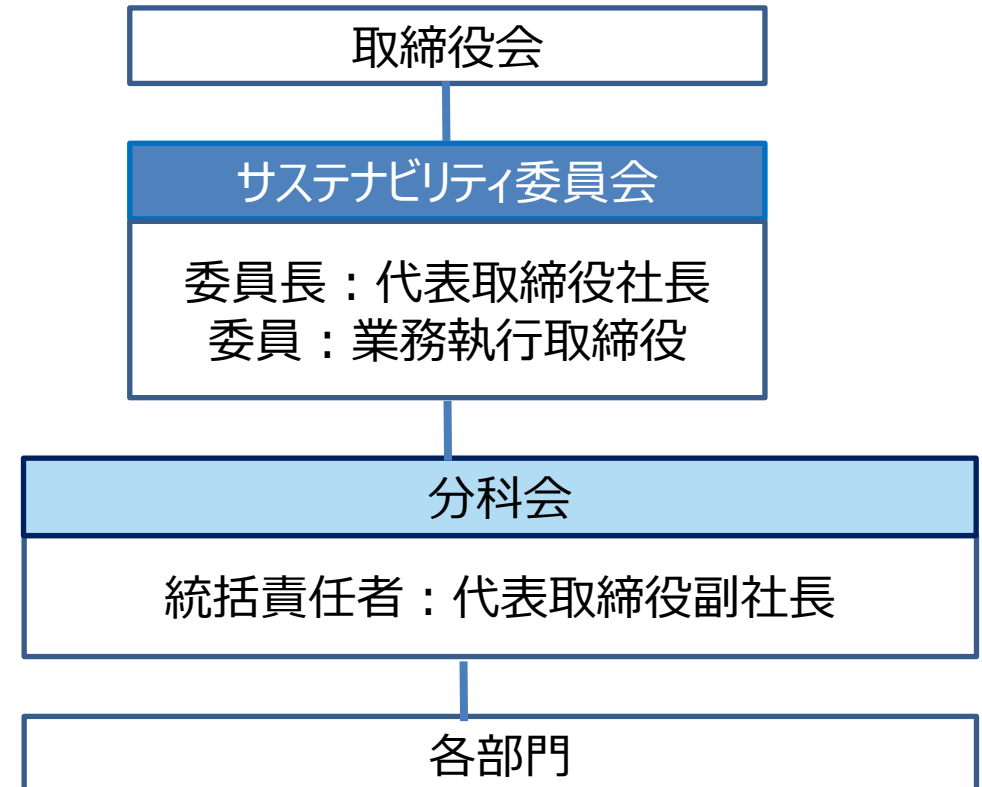 取締役会
サステナビリティ委員会
委員長：代表取締役社長
委員：業務執行取締役
分科会
統括責任者：代表取締役副社長
各部門